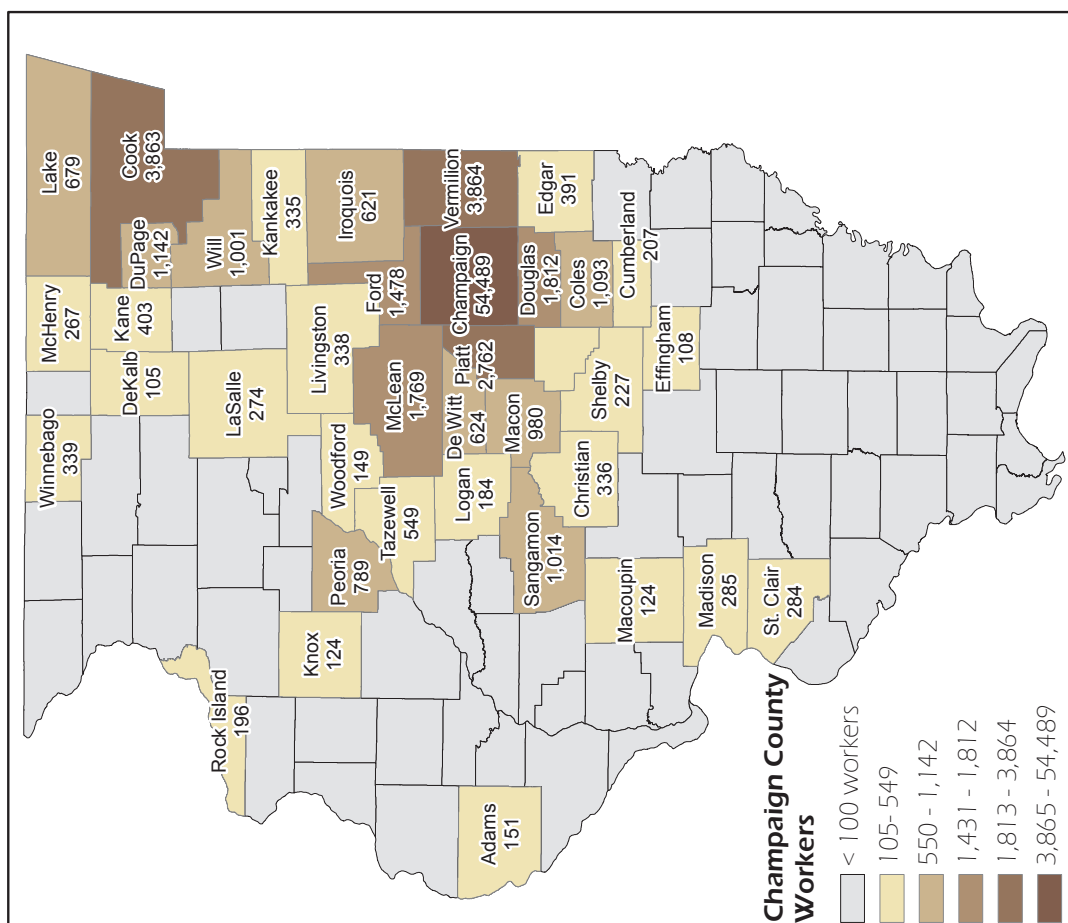 Lake
679
Cook
3,863
McHenry
267
DuPage
1,142
Kane
403
Will
1,001
DeKalb
105
Winnebago
339
Kankakee
335
LaSalle
274
Iroquois
621
Livingston
338
Ford
1,478
Rock Island
196
Woodford
149
McLean
1,769
Peoria
789
Tazewell
549
Knox
124
Vermilion
3,864
Champaign
54,489
Piatt
2,762
De Witt
624
Logan
184
Macon
980
Edgar
391
Douglas
1,812
Coles
1,093
Adams
151
Sangamon
1,014
Christian
336
Shelby
227
Cumberland
207
Effingham
108
Macoupin
124
Madison
285
St. Clair
284
Champaign County
Workers
< 100 workers
105- 549
550 - 1,142
1,431 - 1,812
1,813 - 3,864
3,865 - 54,489